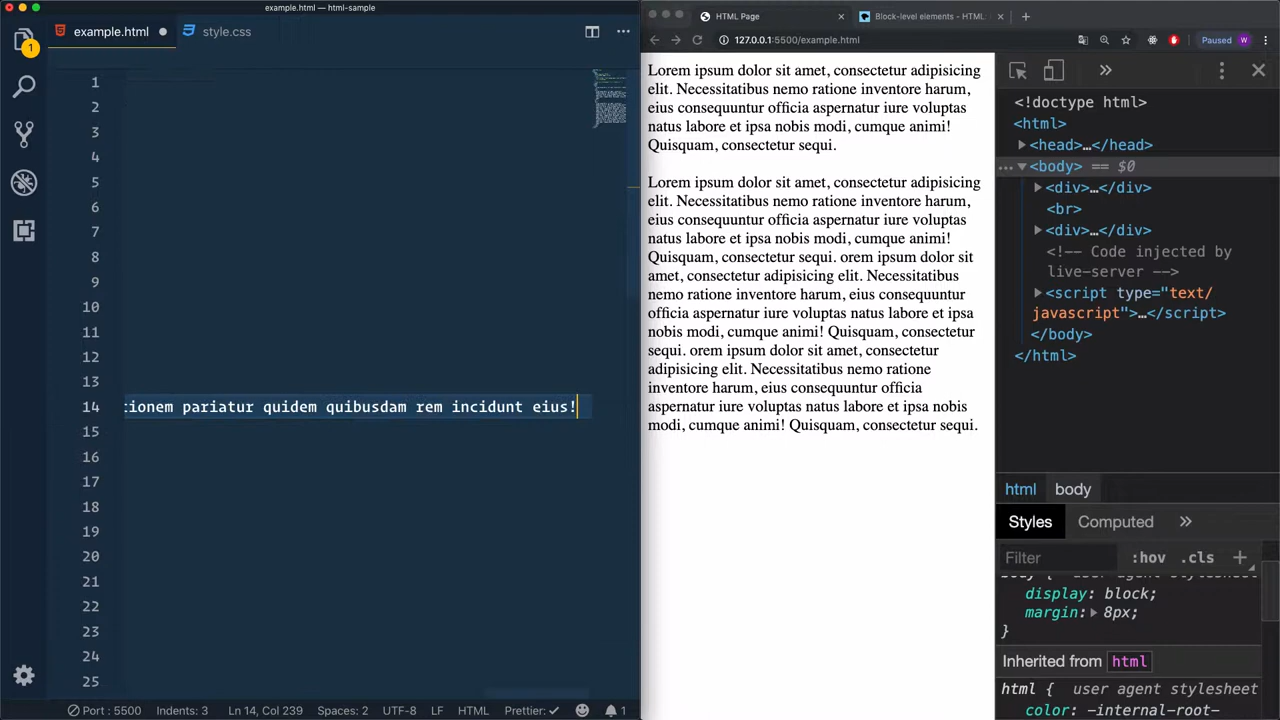 example.html — html-sample
example.html
style.css
1
1
2
3
4
5
6
7
8
9
10
11
12
13
14
tionem pariatur quidem quibusdam rem incidunt eius!
15
16
17
18
19
20
21
22
23
24
25
Port : 5500 Indents: 3 Ln 14, Col 239 Spaces: 2 UTF-8 LF HTML Prettier: ✓ 1
HTML Page
Block-level elements - HTML:
127.0.0.1:5500/example.html
Paused W
Lorem ipsum dolor sit amet, consectetur adipisicing
elit. Necessitatibus nemo ratione inventore harum,
eius consequuntur officia aspernatur iure voluptas
natus labore et ipsa nobis modi, cumque animi!
Quisquam, consectetur sequi.
Lorem ipsum dolor sit amet, consectetur adipisicing
elit. Necessitatibus nemo ratione inventore harum,
eius consequuntur officia aspernatur iure voluptas
natus labore et ipsa nobis modi, cumque animi!
Quisquam, consectetur sequi. orem ipsum dolor sit
amet, consectetur adipisicing elit. Necessitatibus
nemo ratione inventore harum, eius consequuntur
officia aspernatur iure voluptas natus labore et ipsa
nobis modi, cumque animi! Quisquam, consectetur
sequi. orem ipsum dolor sit amet, consectetur
adipisicing elit. Necessitatibus nemo ratione
inventore harum, eius consequuntur officia
aspernatur iure voluptas natus labore et ipsa nobis
modi, cumque animi! Quisquam, consectetur sequi.
<!doctype html>
<html>
<head>…</head>
<body> == $0
<div>…</div>
<br>
<div>…</div>
<!-- Code injected by
live-server -->
<script type="text/
javascript">…</script>
</body>
</html>
html body
Styles Computed
Filter :hov .cls
body { user agent stylesheet
display: block;
margin: 8px;
}
Inherited from html
html { user agent stylesheet
color: -internal-root-